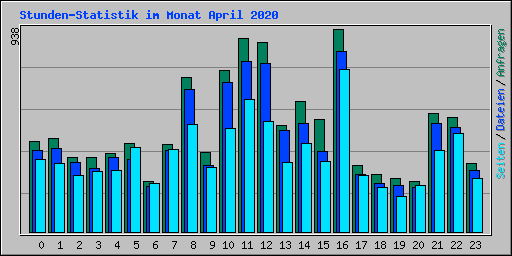 Stunden-Statistik im Monat April 2020
938
Seiten / Dateien / Anfragen
0 1 2 3 4 5 6 7 8 9 10 11 12 13 14 15 16 17 18 19 20 21 22 23